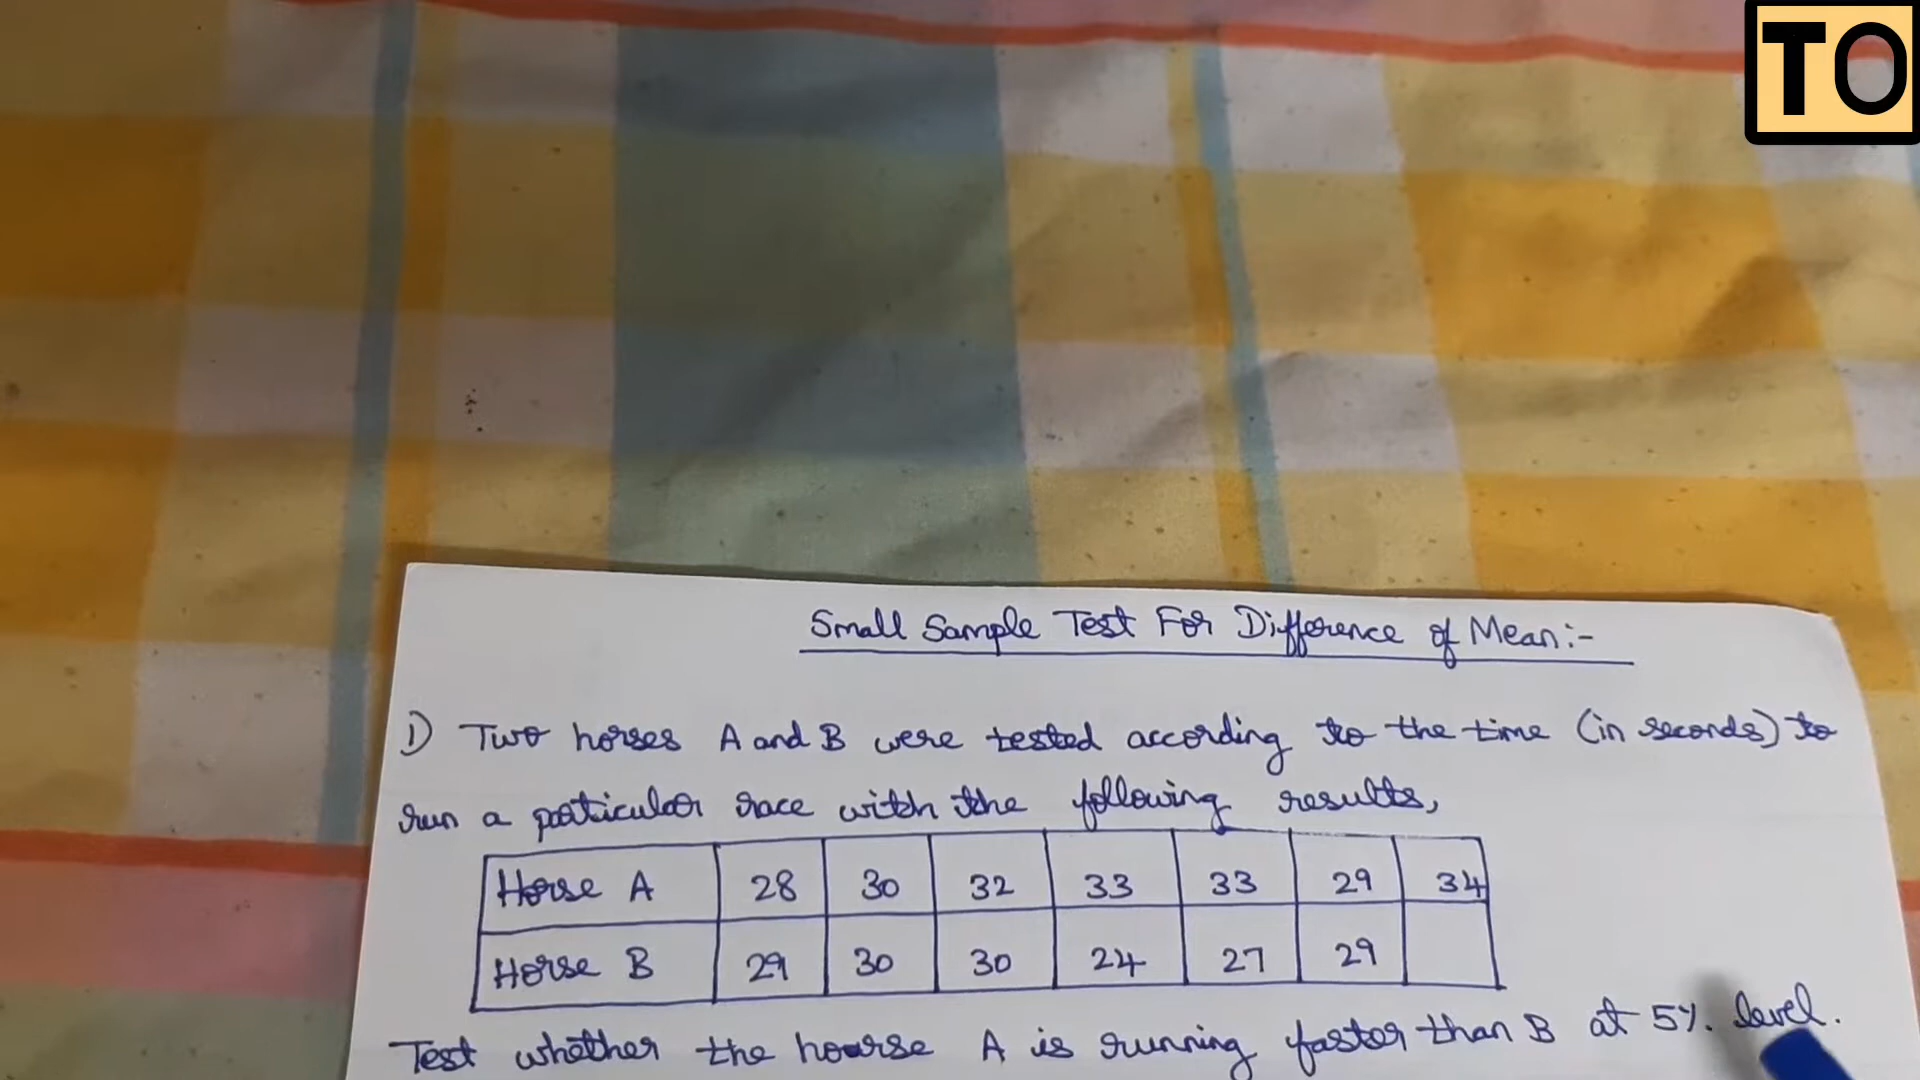 TO
Small Sample Test For Difference of Mean:-
1) Two horses A and B were tested according to the time (in seconds) to
run a particular race with the following results,
Horse A 28 30 32 33 33 29 34
Horse B 29 30 30 24 27 29
Test whether the hourse A is running faster than B at 5% level.